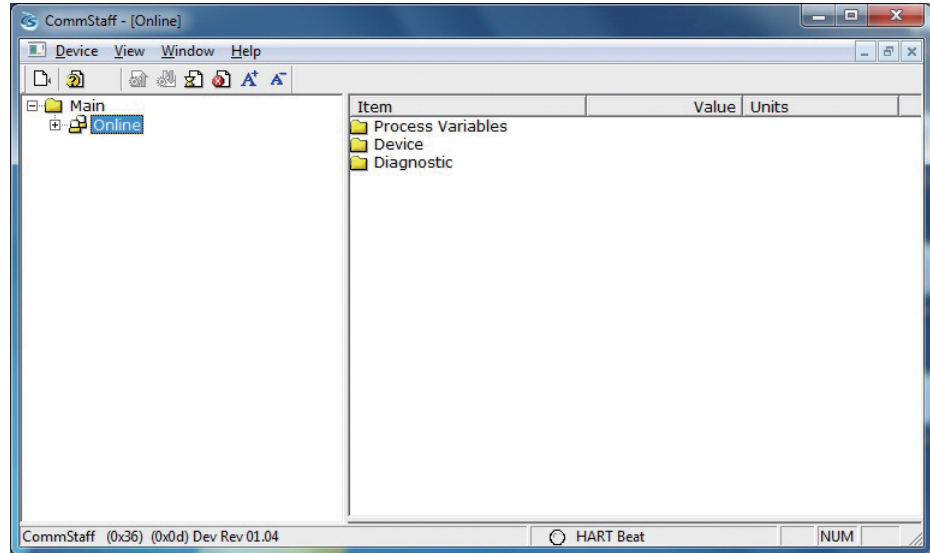 CommStaff - [Online]
Device View Window Help
A+ A-
Main
Online
Item Value Units
Process Variables
Device
Diagnostic
CommStaff (0x36) (0x0d) Dev Rev 01.04 HART Beat NUM